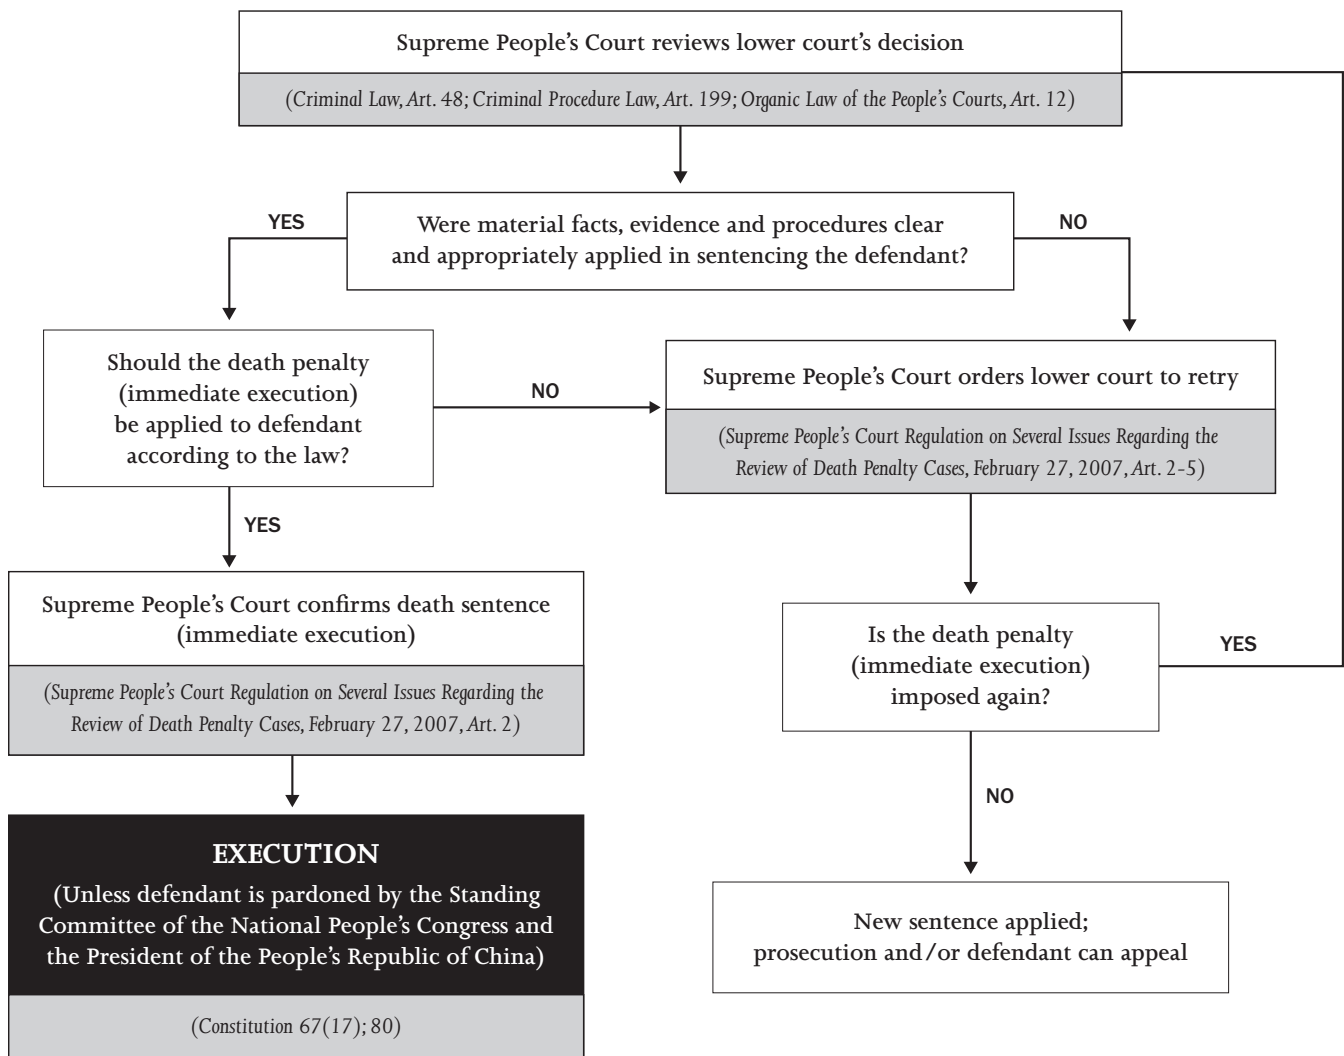 Supreme People’s Court reviews lower court’s decision
(Criminal Law, Art. 48; Criminal Procedure Law, Art. 199; Organic Law of the People’s Courts, Art. 12)
YES
Were material facts, evidence and procedures clear
and appropriately applied in sentencing the defendant?
NO
Should the death penalty
(immediate execution)
be applied to defendant
according to the law?
NO
Supreme People’s Court orders lower court to retry
(Supreme People’s Court Regulation on Several Issues Regarding the
Review of Death Penalty Cases, February 27, 2007, Art. 2-5)
YES
Supreme People’s Court confirms death sentence
(immediate execution)
(Supreme People’s Court Regulation on Several Issues Regarding the
Review of Death Penalty Cases, February 27, 2007, Art. 2)
Is the death penalty
(immediate execution)
imposed again?
YES
NO
EXECUTION
(Unless defendant is pardoned by the Standing
Committee of the National People’s Congress and
the President of the People’s Republic of China)
(Constitution 67(17); 80)
New sentence applied;
prosecution and/or defendant can appeal